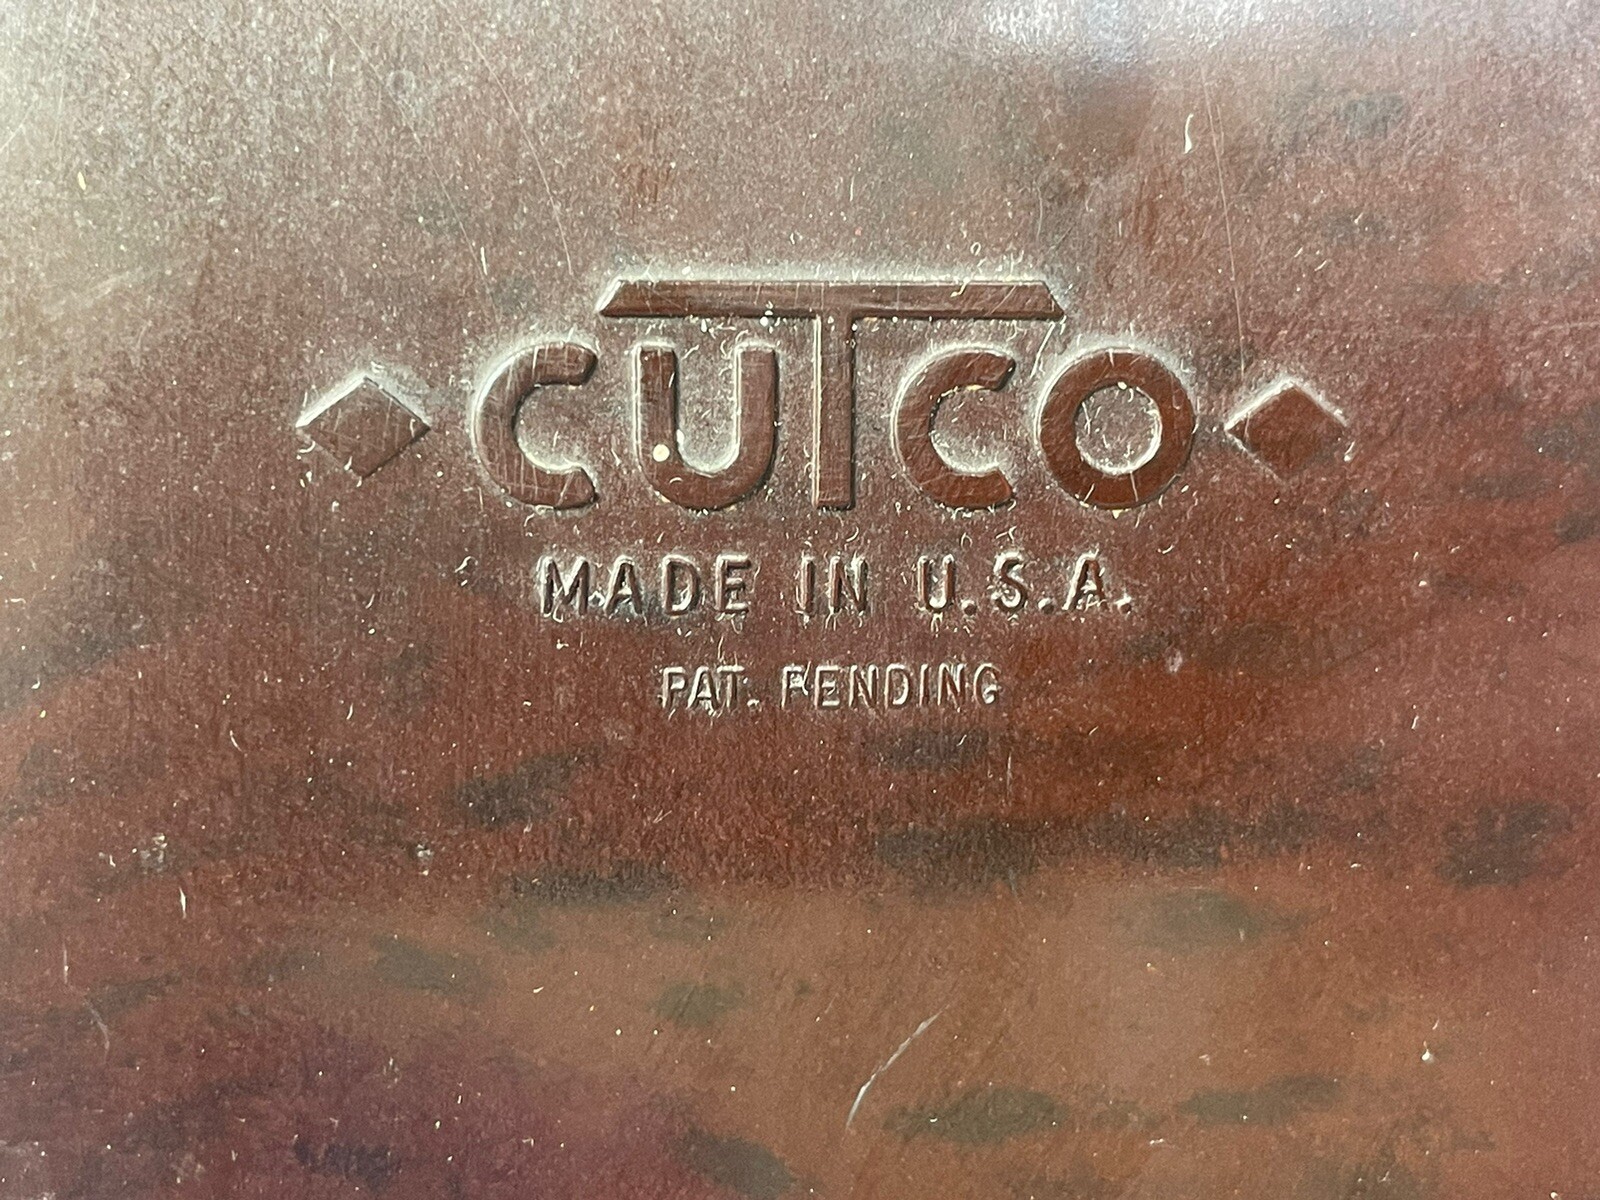 CUTCO
MADE IN U.S.A.
PAT. PENDING